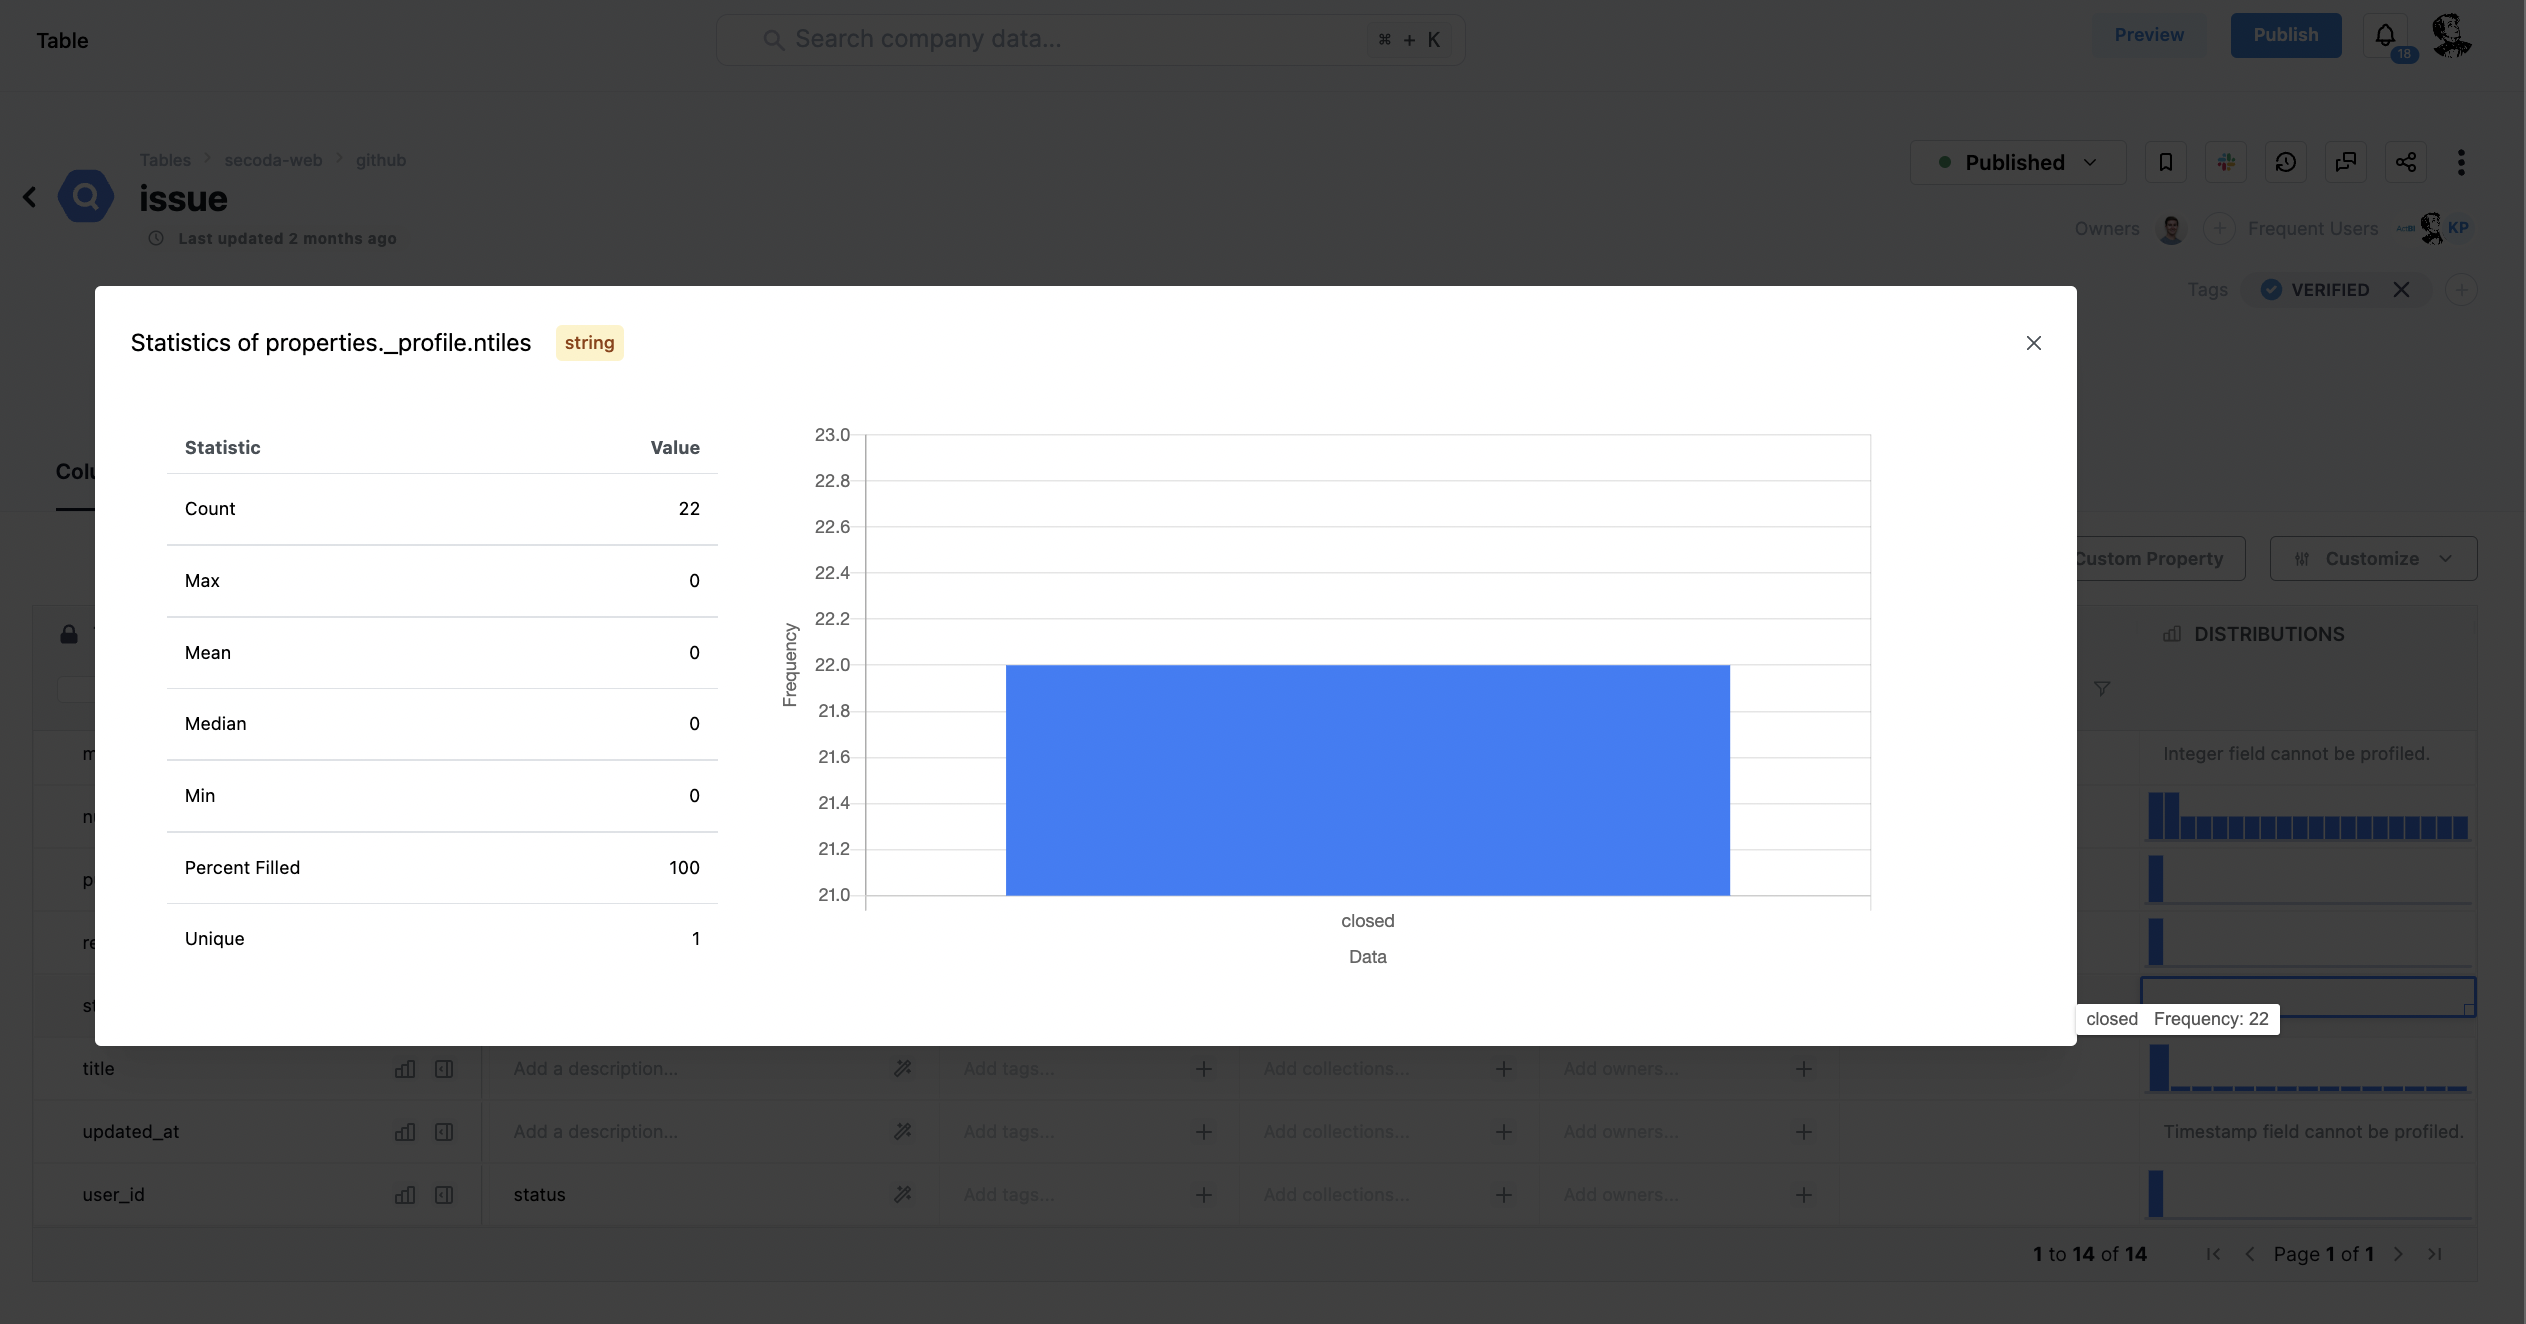 Table
Search company data...
⌘ + K
Preview
Publish
18
Tables > secoda-web > github
issue
Last updated 2 months ago
Published
Owners
Frequent Users
KP
Tags
VERIFIED
Statistics of properties._profile.ntiles
string
Statistic Value
Count 22
Max 0
Mean 0
Median 0
Min 0
Percent Filled 100
Unique 1
Frequency
23.0
22.8
22.6
22.4
22.2
22.0
21.8
21.6
21.4
21.2
21.0
closed
Data
Custom Property
Customize
DISTRIBUTIONS
Integer field cannot be profiled.
closed Frequency: 22
title Add a description... Add tags... Add collections... Add owners...
updated_at Add a description... Add tags... Add collections... Add owners... Timestamp field cannot be profiled.
user_id status Add tags... Add collections... Add owners...
1 to 14 of 14 Page 1 of 1